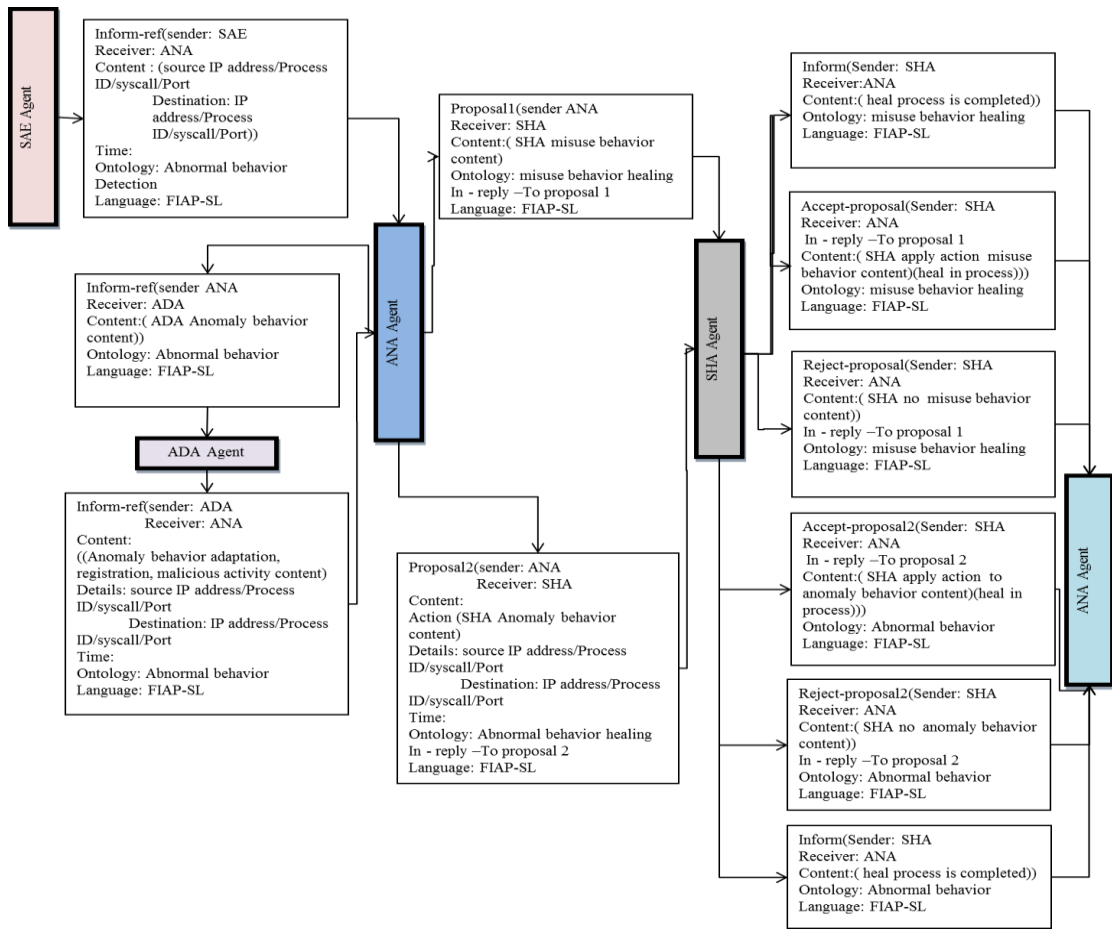 SAE Agent
Inform-ref(sender: SAE
Receiver: ANA
Content : (source IP address/Process
ID/syscall/Port
Destination: IP
address/Process
ID/syscall/Port))
Time:
Ontology: Abnormal behavior
Detection
Language: FIAP-SL
Inform-ref(sender ANA
Receiver: ADA
Content:( ADA Anomaly behavior
content))
Ontology: Abnormal behavior
Language: FIAP-SL
ADA Agent
Inform-ref(sender: ADA
Receiver: ANA
Content:
((Anomaly behavior adaptation,
registration, malicious activity content)
Details: source IP address/Process
ID/syscall/Port
Destination: IP address/Process
ID/syscall/Port
Time:
Ontology: Abnormal behavior
Language: FIAP-SL
ANA Agent
Proposal1(sender ANA
Receiver: SHA
Content:( SHA misuse behavior
content)
Ontology: misuse behavior healing
In - reply –To proposal 1
Language: FIAP-SL
Proposal2(sender: ANA
Receiver: SHA
Content:
Action (SHA Anomaly behavior
content)
Details: source IP address/Process
ID/syscall/Port
Destination: IP address/Process
ID/syscall/Port
Time:
Ontology: Abnormal behavior healing
In - reply –To proposal 2
Language: FIAP-SL
SHA Agent
Inform(Sender: SHA
Receiver:ANA
Content:( heal process is completed))
Ontology: misuse behavior healing
Language: FIAP-SL
Accept-proposal(Sender: SHA
Receiver: ANA
In - reply –To proposal 1
Content:( SHA apply action misuse
behavior content)(heal in process)))
Ontology: misuse behavior healing
Language: FIAP-SL
Reject-proposal(Sender: SHA
Receiver: ANA
Content:( SHA no misuse behavior
content))
In - reply –To proposal 1
Ontology: misuse behavior healing
Language: FIAP-SL
Accept-proposal2(Sender: SHA
Receiver: ANA
In - reply –To proposal 2
Content:( SHA apply action to
anomaly behavior content)(heal in
process)))
Ontology: Abnormal behavior
Language: FIAP-SL
Reject-proposal2(Sender: SHA
Receiver: ANA
Content:( SHA no anomaly behavior
content))
In - reply –To proposal 2
Ontology: Abnormal behavior
Language: FIAP-SL
Inform(Sender: SHA
Receiver: ANA
Content:( heal process is completed))
Ontology: Abnormal behavior
Language: FIAP-SL
ANA Agent